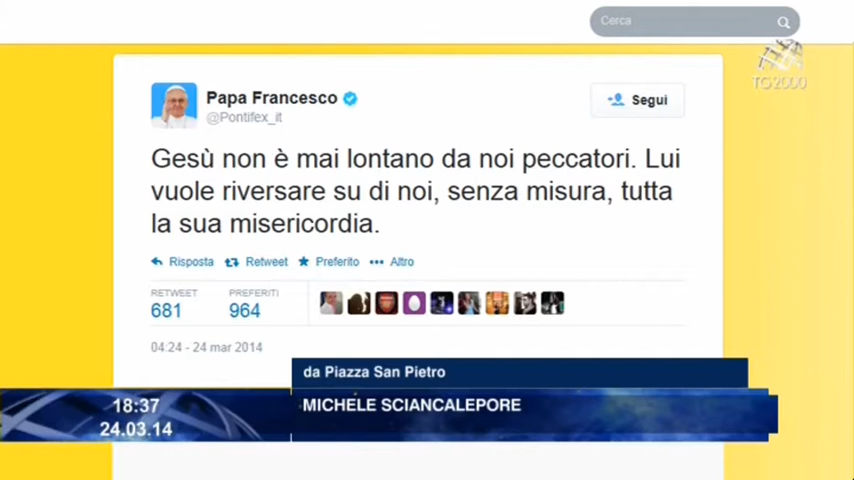 Cerca
TG2000
Papa Francesco
@Pontifex_it
Segui
Gesù non è mai lontano da noi peccatori. Lui
vuole riversare su di noi, senza misura, tutta
la sua misericordia.
Risposta Retweet Preferito Altro
RETWEET PREFERITI
681 964
04:24 - 24 mar 2014
da Piazza San Pietro
18:37
MICHELE SCIANCALEPORE
24.03.14